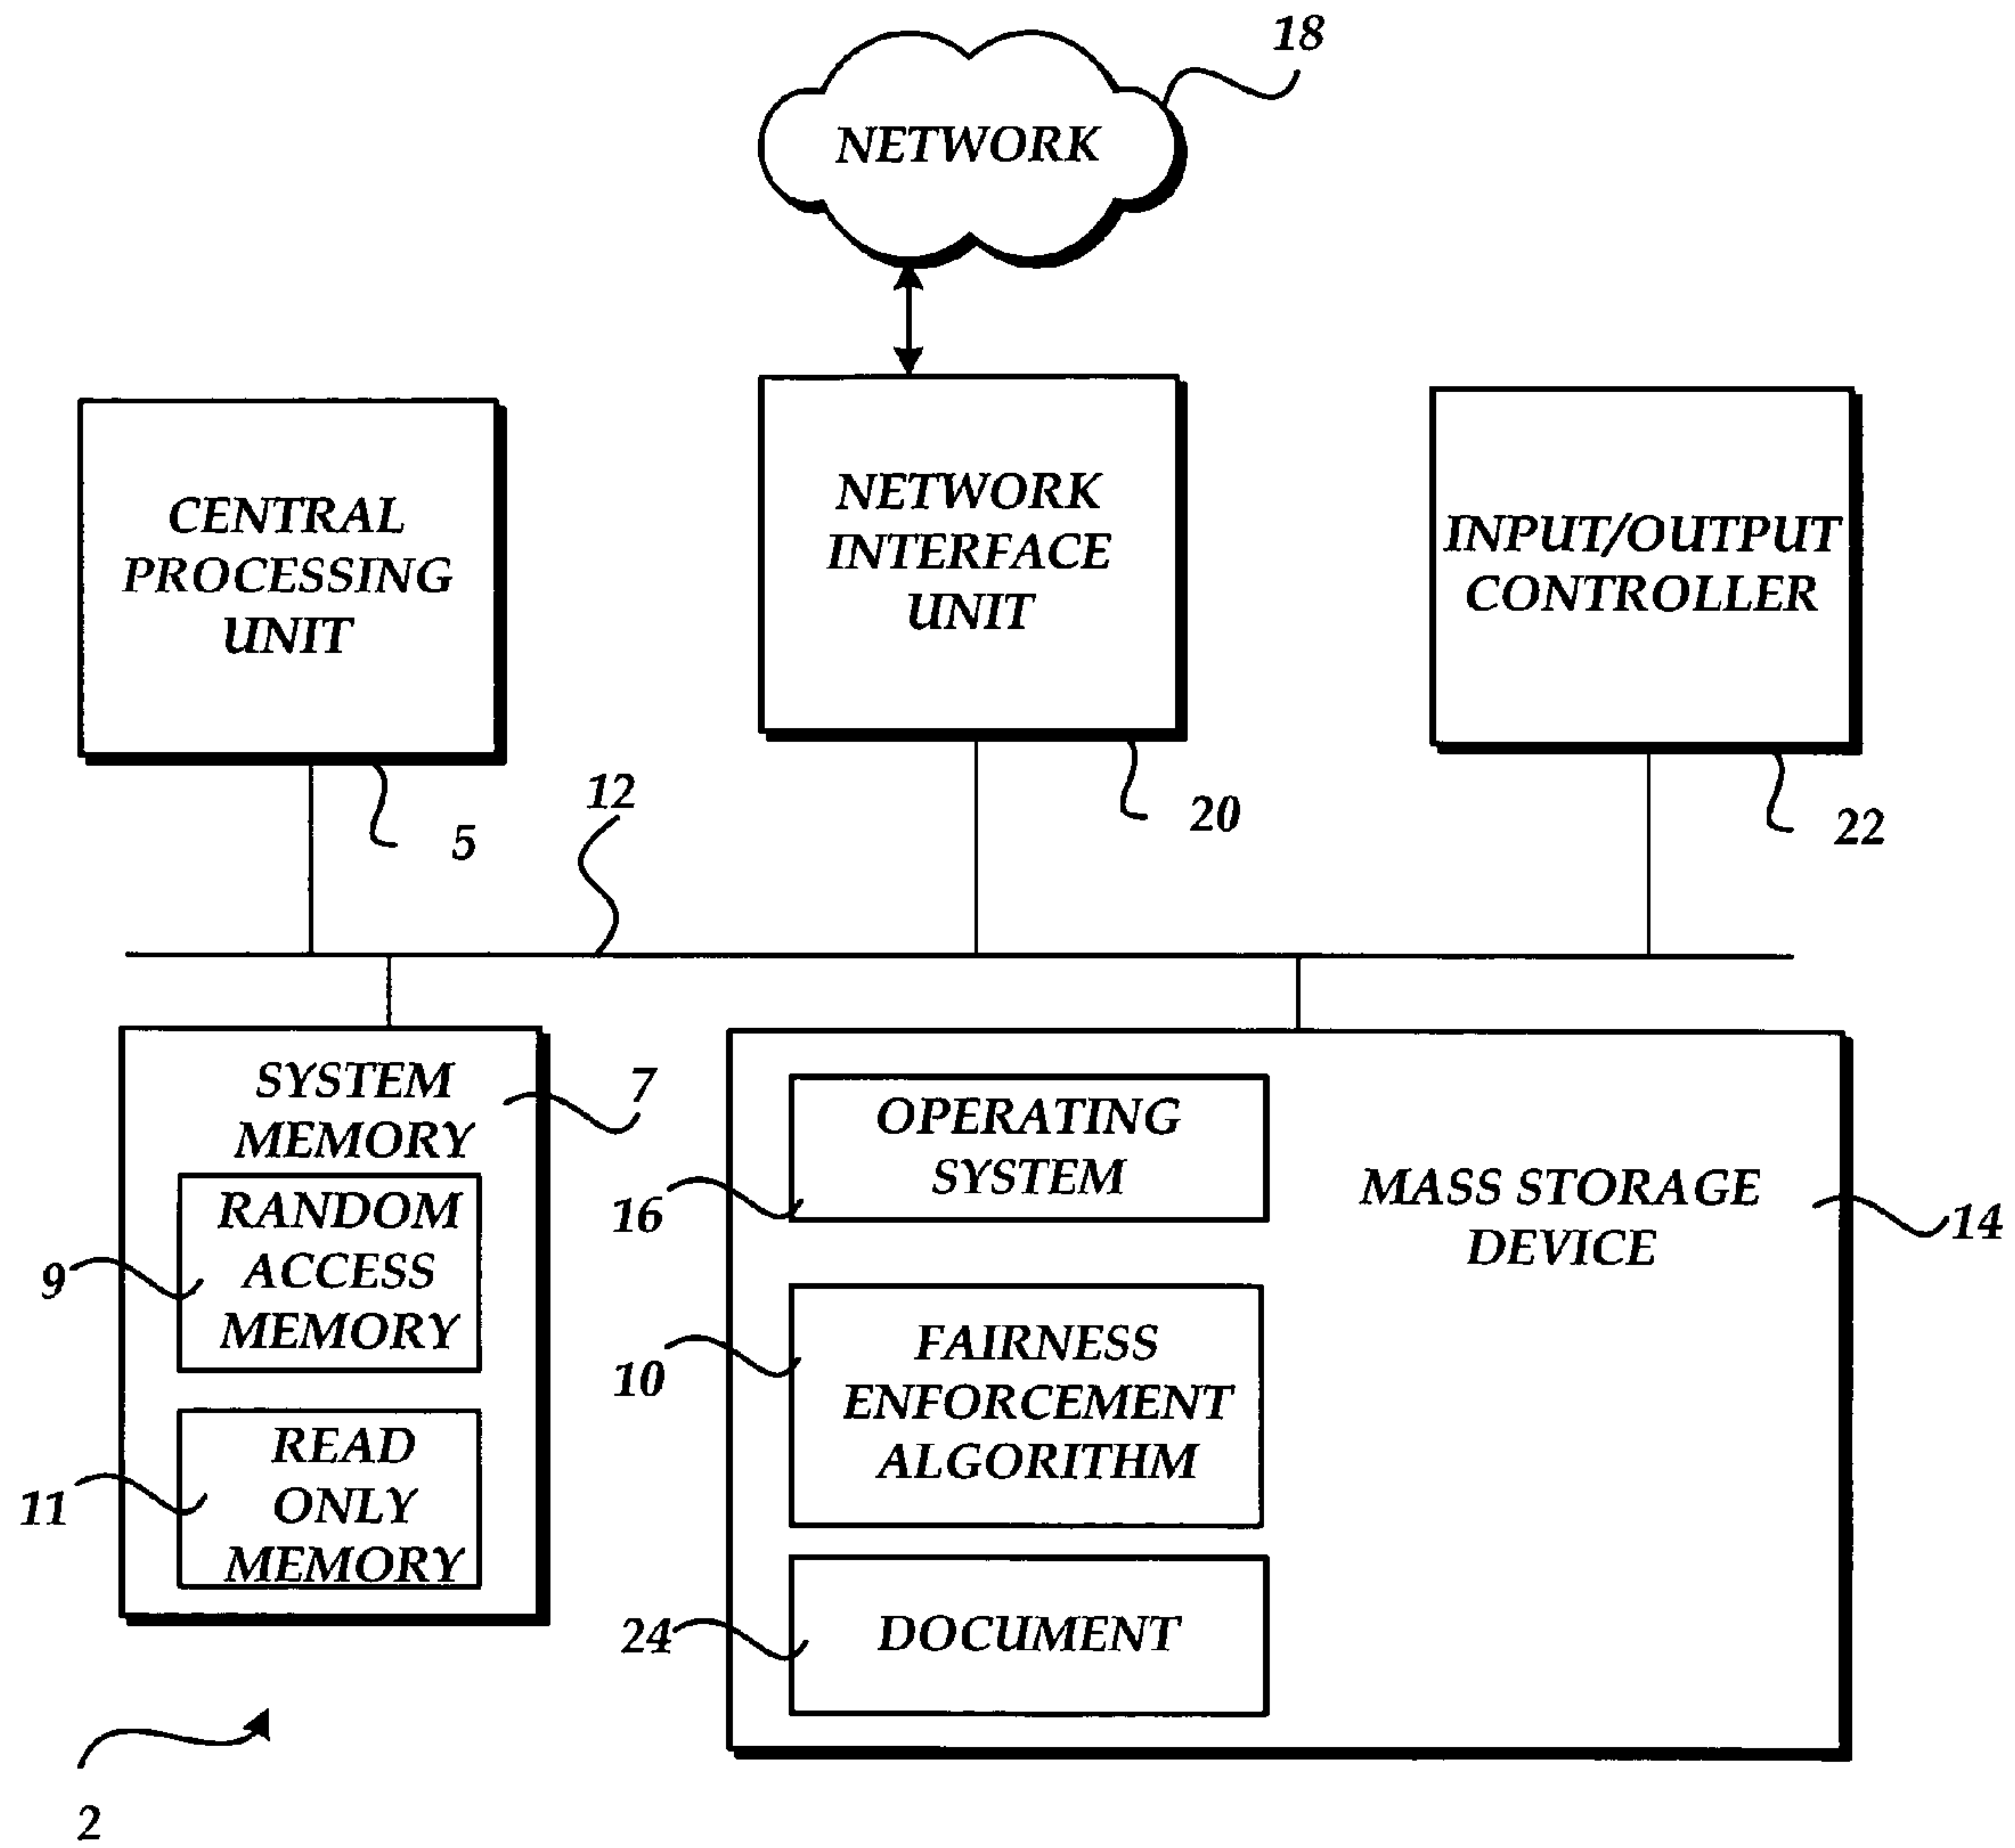 18
NETWORK
CENTRAL
PROCESSING
UNIT
NETWORK
INTERFACE
UNIT
INPUT/OUTPUT
CONTROLLER
12
5
20
22
SYSTEM
MEMORY
7
RANDOM
ACCESS
MEMORY
9
READ
ONLY
MEMORY
11
OPERATING
SYSTEM
16
MASS STORAGE
DEVICE
14
FAIRNESS
ENFORCEMENT
ALGORITHM
10
DOCUMENT
24
2